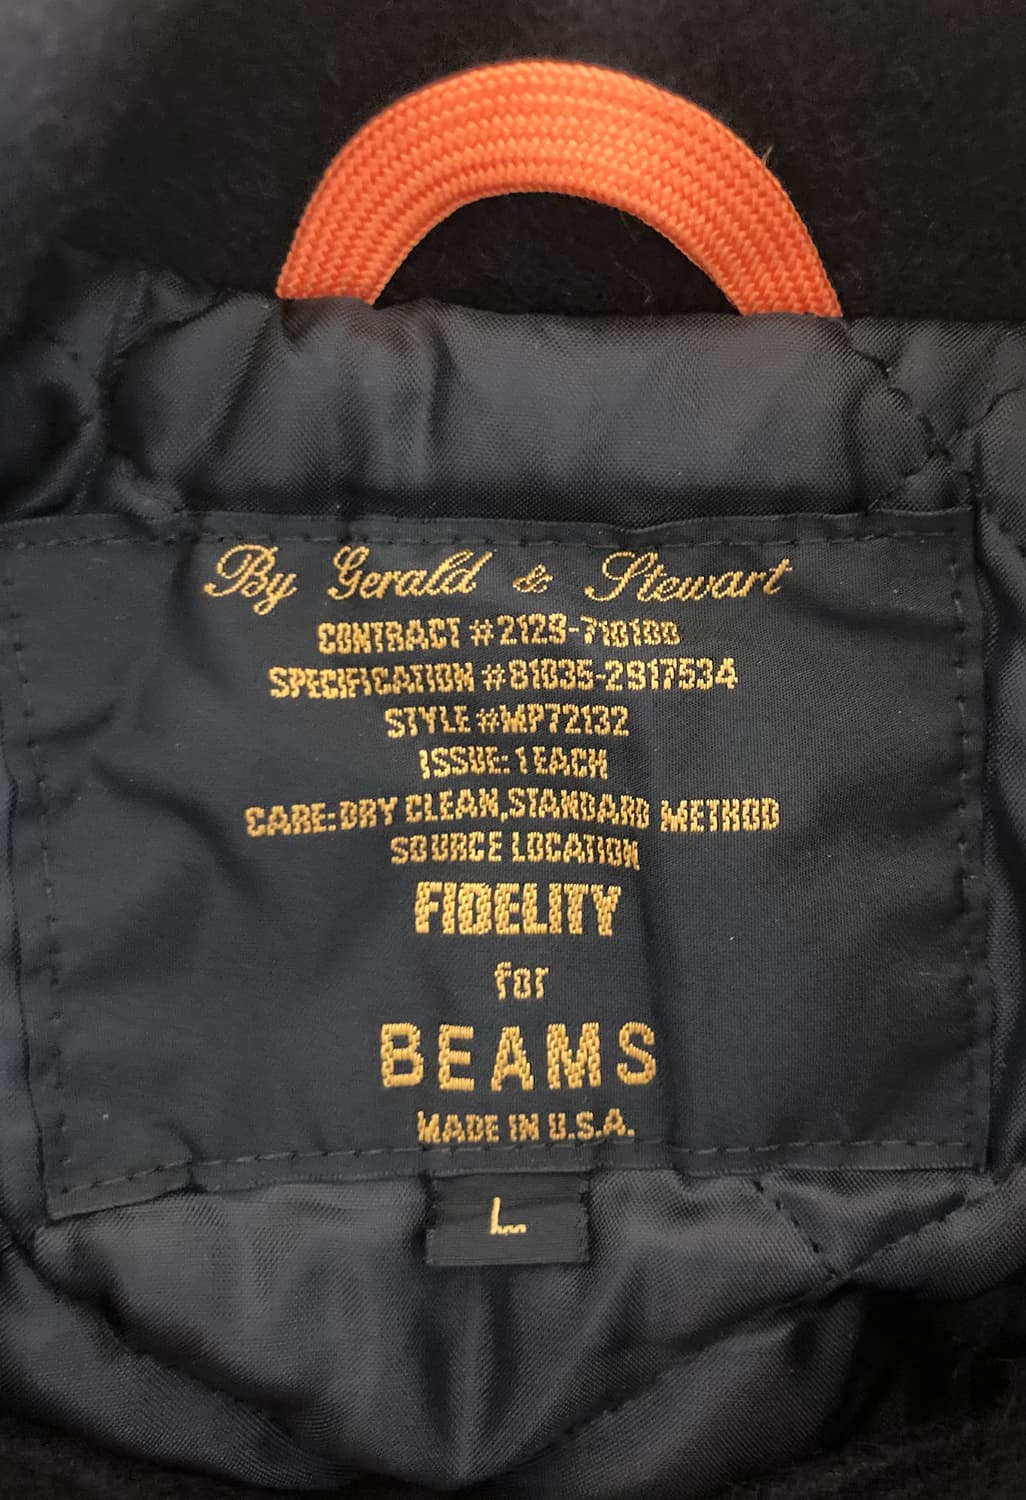 By Gerald & Stewart
CONTRACT #2129-710100
SPECIFICATION #81035-2917534
STYLE #MP72132
ISSUE: 1 EACH
CARE: DRY CLEAN, STANDARD METHOD
SOURCE LOCATION
FIDELITY
for
BEAMS
MADE IN U.S.A.
L